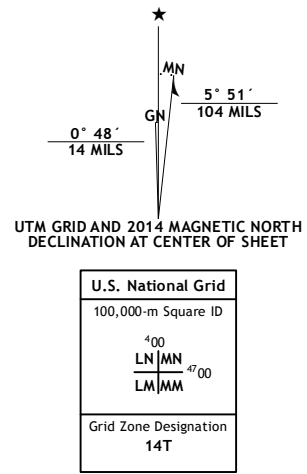 ★
MN
GN
5° 51´
104 MILS
0° 48´
14 MILS
UTM GRID AND 2014 MAGNETIC NORTH
DECLINATION AT CENTER OF SHEET
U.S. National Grid
100,000-m Square ID
⁴00
LN MN
⁴⁷00
LM MM
Grid Zone Designation
14T